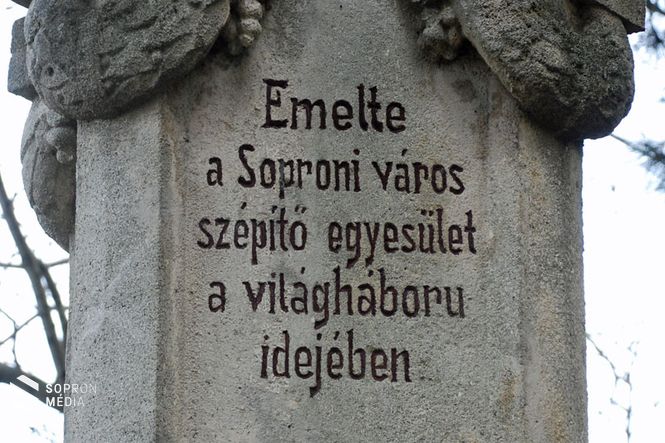 Emelte
a Soproni város
szépítő egyesület
a világháboru
idejében
SOPRON
MÉDIA